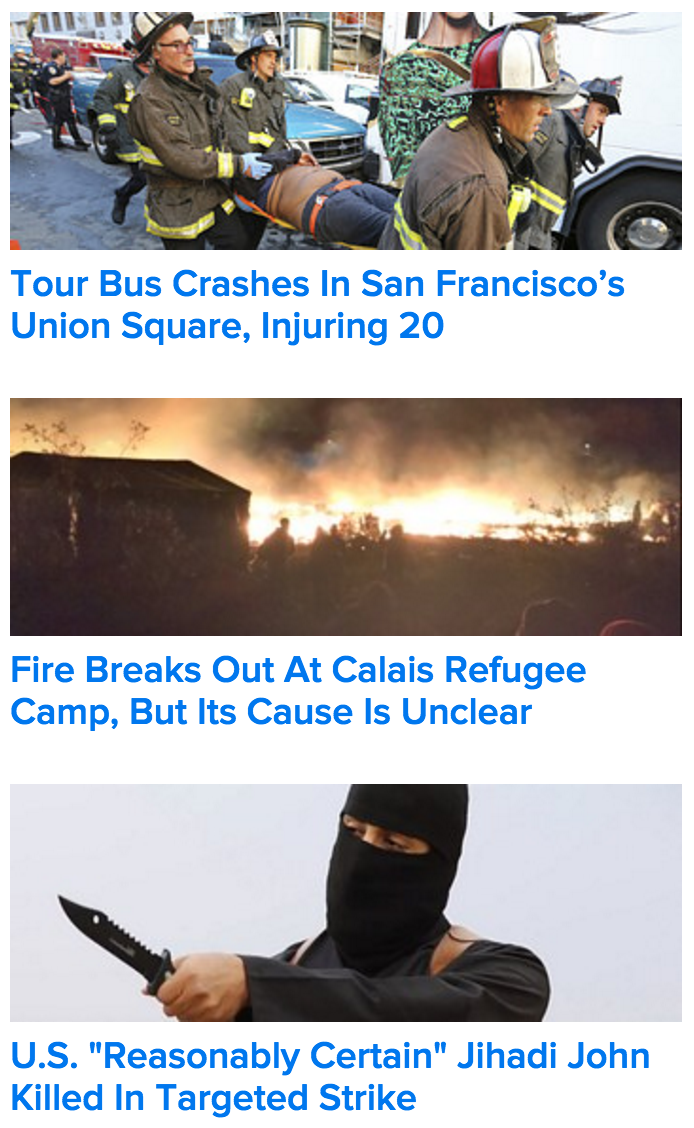 Tour Bus Crashes In San Francisco’s
Union Square, Injuring 20
Fire Breaks Out At Calais Refugee
Camp, But Its Cause Is Unclear
U.S. "Reasonably Certain" Jihadi John
Killed In Targeted Strike